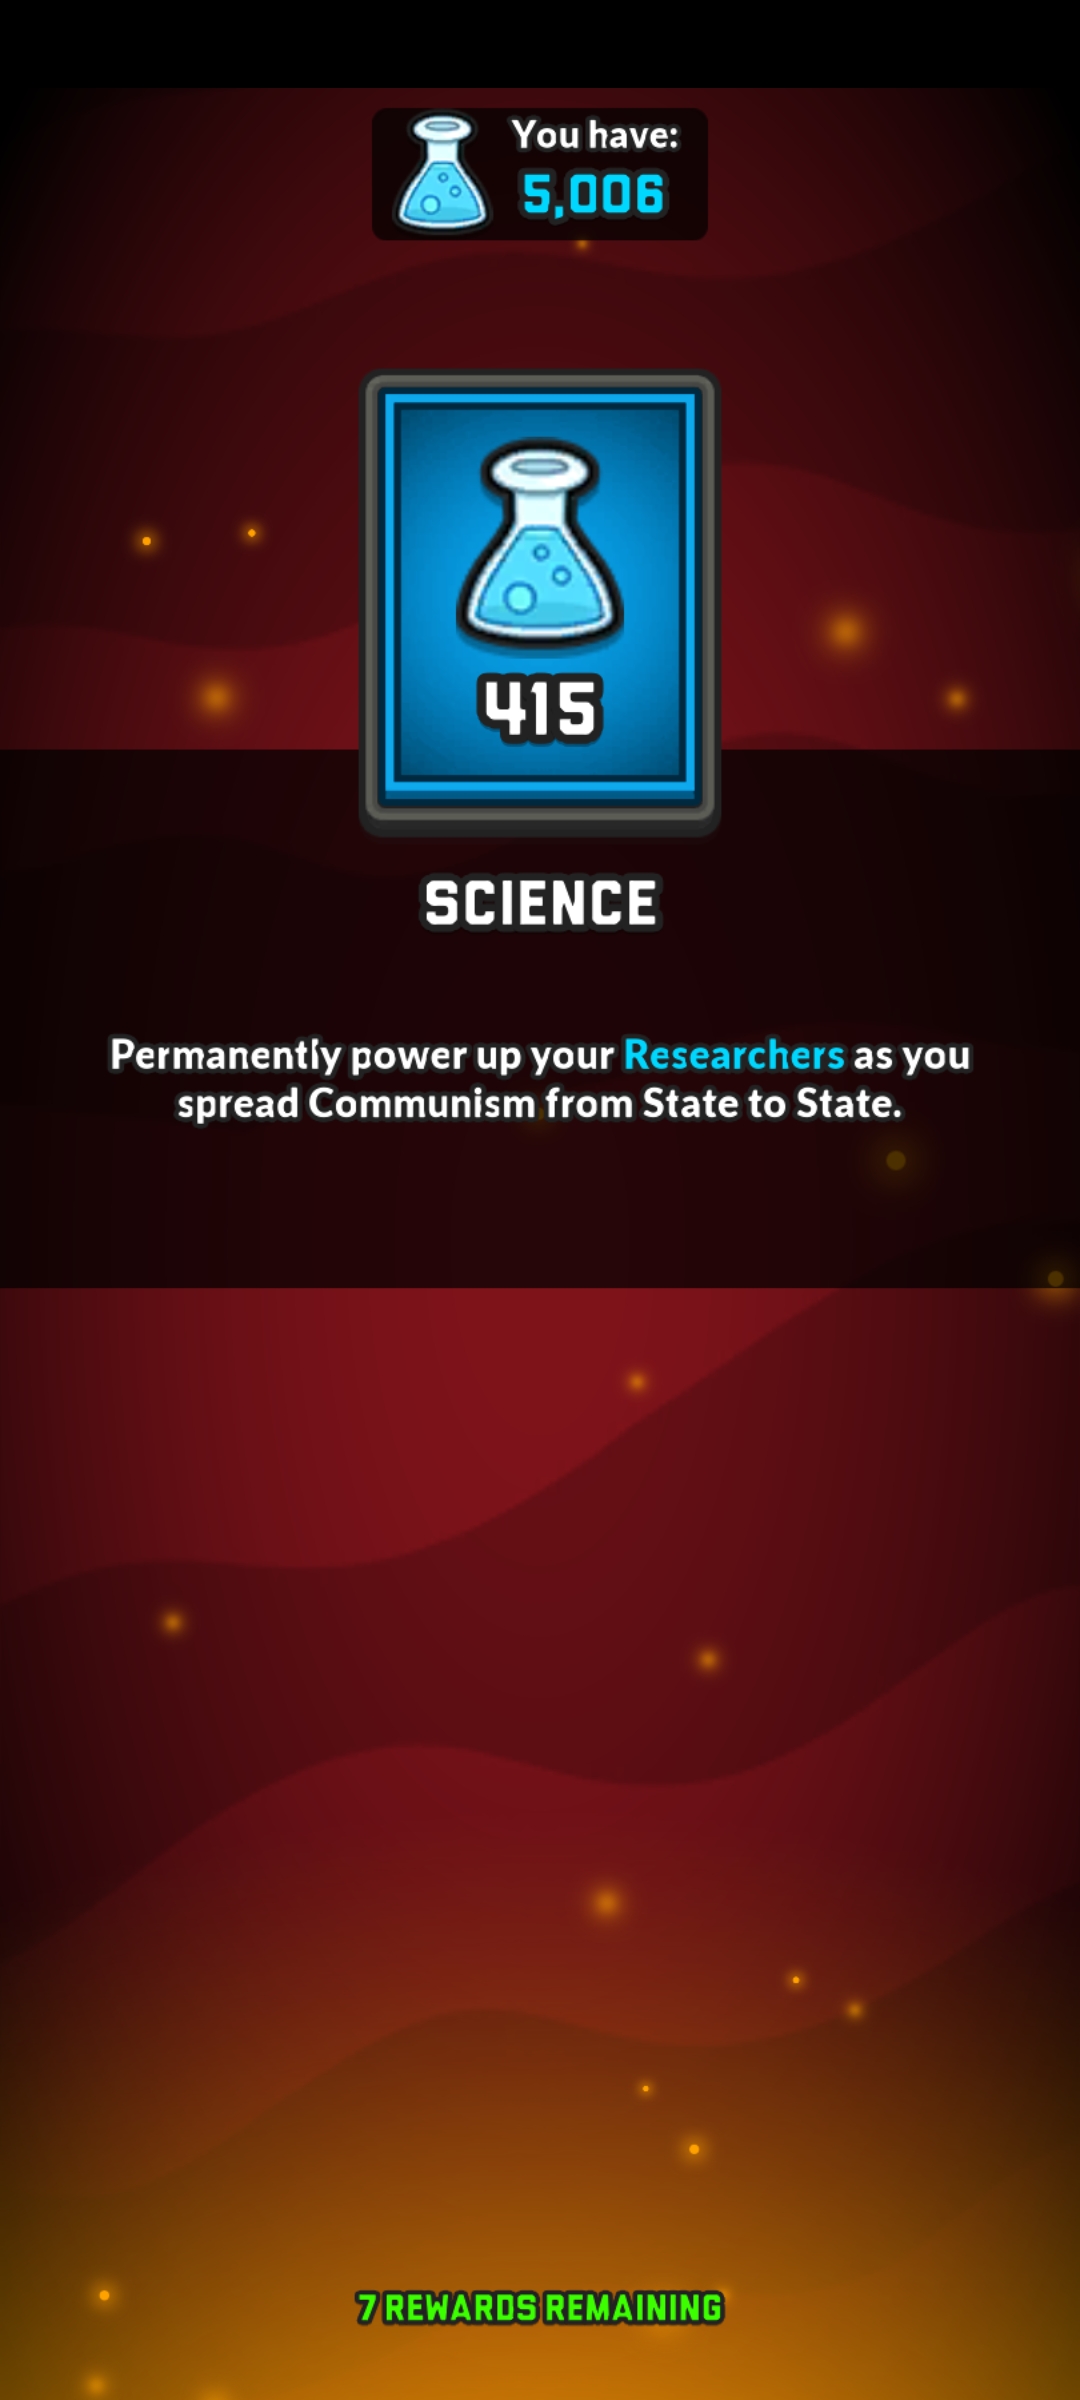 You have:
5,006
415
SCIENCE
Permanently power up your Researchers as you
spread Communism from State to State.
7 REWARDS REMAINING